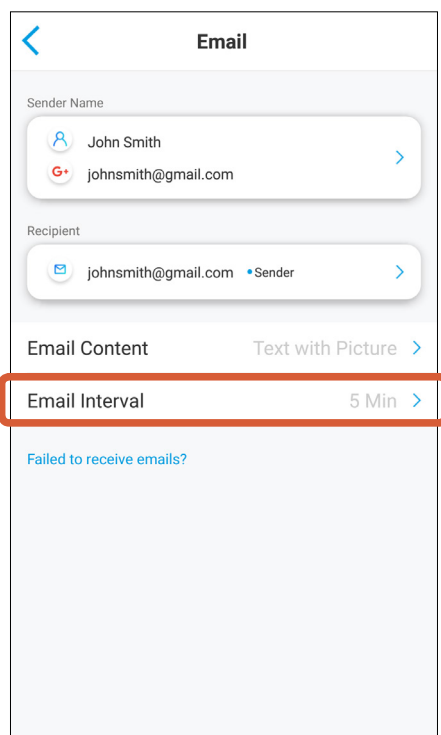 Email
Sender Name
John Smith
G+ johnsmith@gmail.com
Recipient
johnsmith@gmail.com • Sender
Email Content Text with Picture
Email Interval 5 Min
Failed to receive emails?